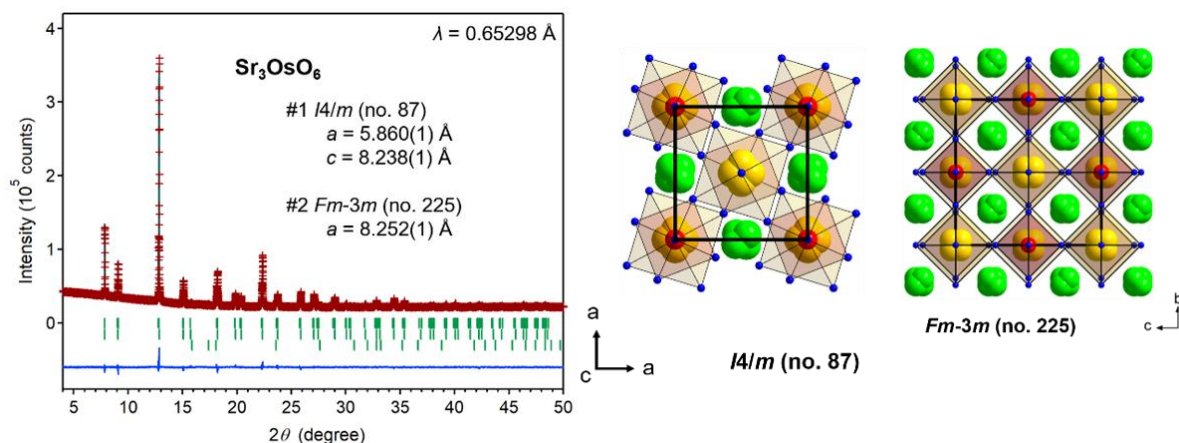 λ = 0.65298 Å
Sr3OsO6
#1 I4/m (no. 87)
a = 5.860(1) Å
c = 8.238(1) Å
#2 Fm-3m (no. 225)
a = 8.252(1) Å
Intensity (10^5 counts)
4
3
2
1
0
5
10
15
20
25
30
35
40
45
50
2θ (degree)
a
c
a
I4/m (no. 87)
Fm-3m (no. 225)
b
c